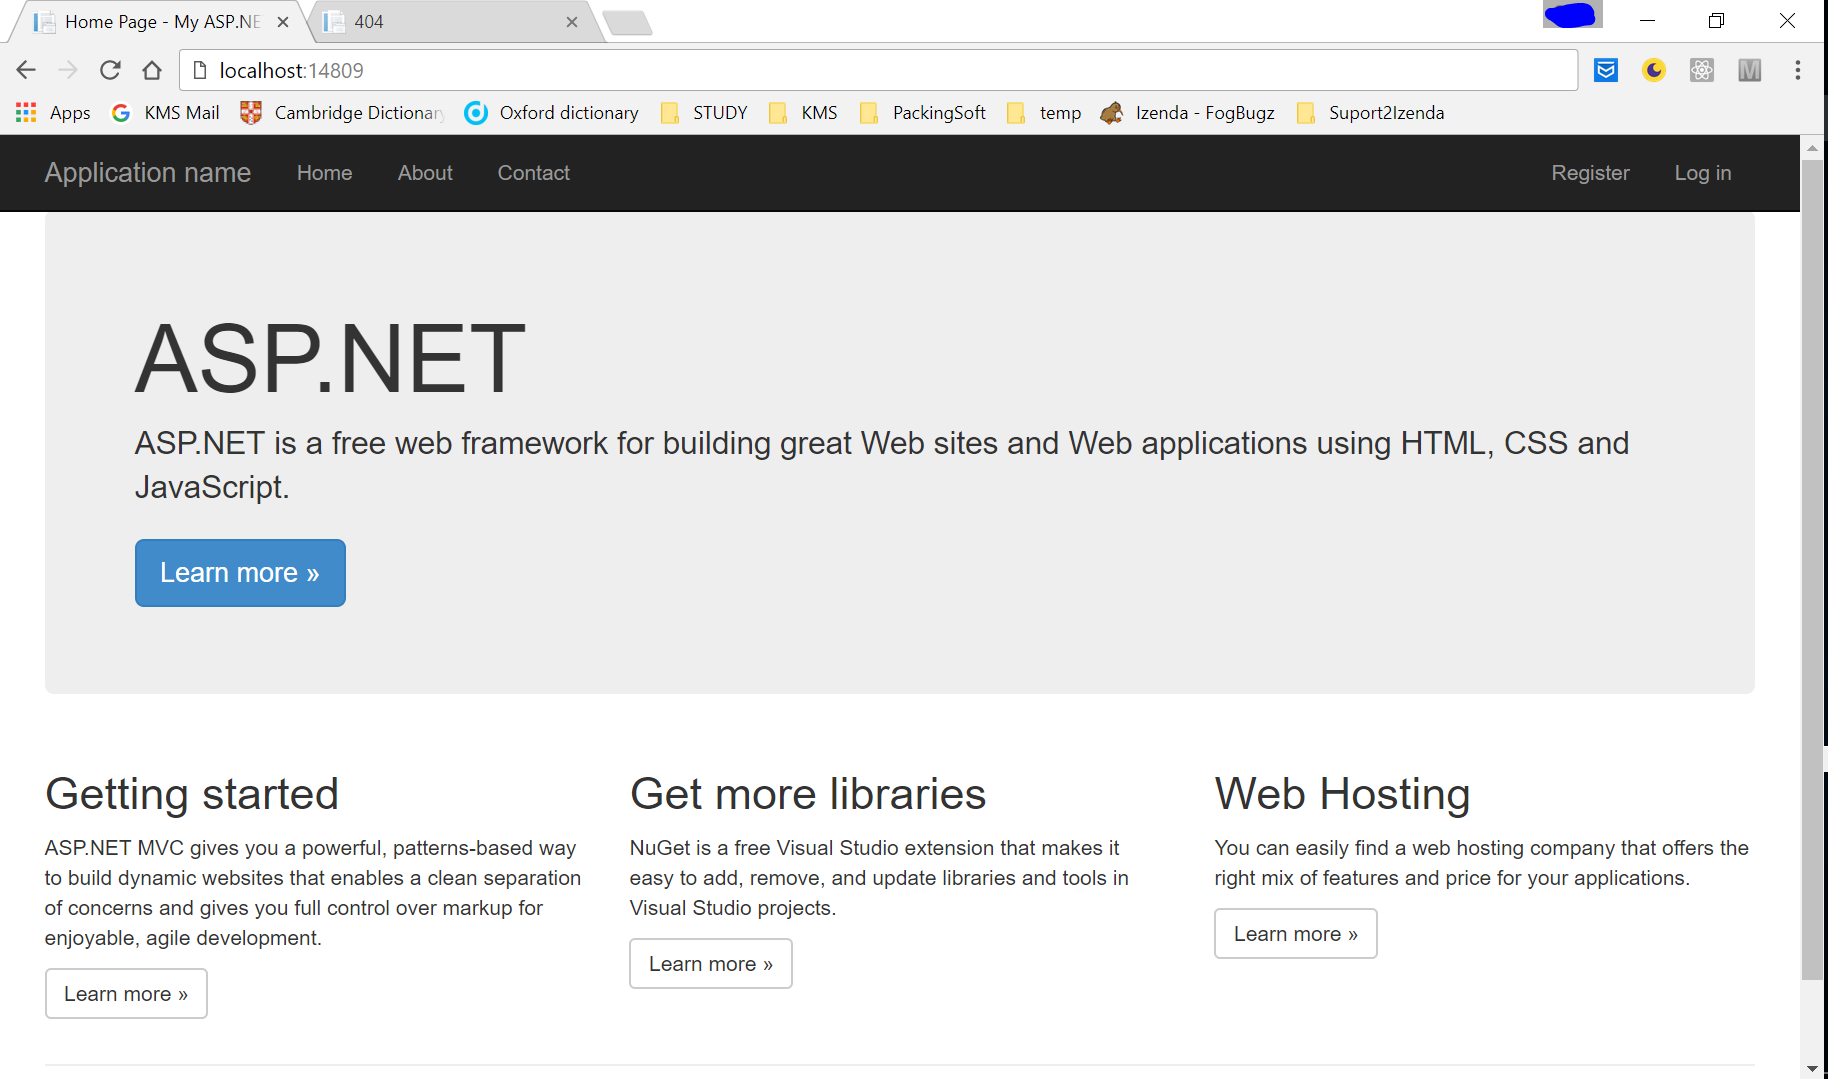 Home Page - My ASP.NE
404
localhost:14809
Apps KMS Mail Cambridge Dictionar Oxford dictionary STUDY KMS PackingSoft temp Izenda - FogBugz Suport2Izenda
Application name Home About Contact Register Log in
ASP.NET
ASP.NET is a free web framework for building great Web sites and Web applications using HTML, CSS and
JavaScript.
Learn more »
Getting started
ASP.NET MVC gives you a powerful, patterns-based way
to build dynamic websites that enables a clean separation
of concerns and gives you full control over markup for
enjoyable, agile development.
Learn more »
Get more libraries
NuGet is a free Visual Studio extension that makes it
easy to add, remove, and update libraries and tools in
Visual Studio projects.
Learn more »
Web Hosting
You can easily find a web hosting company that offers the
right mix of features and price for your applications.
Learn more »